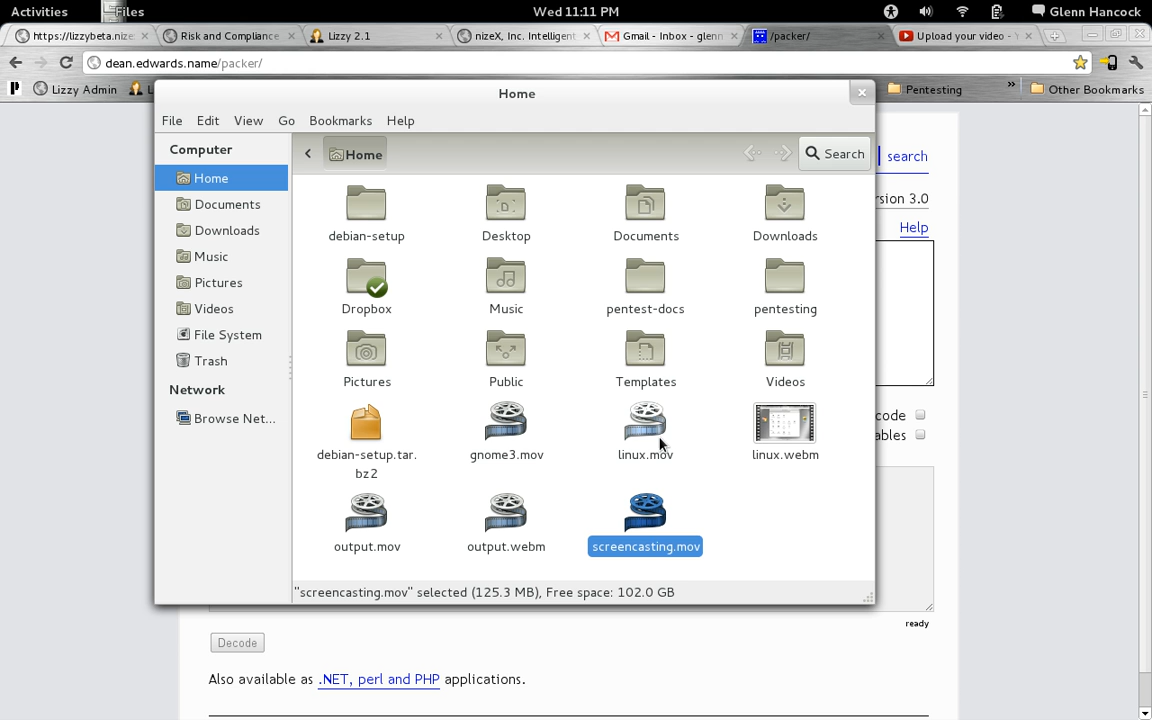 Activities Files Wed 11:11 PM Glenn Hancock
https://lizzybeta.nize Risk and Compliance Lizzy 2.1 nizeX, Inc. Intelligent Gmail - Inbox - glenn /packer/ Upload your video -
dean.edwards.name/packer/
Lizzy Admin L Pentesting » Other Bookmarks
Home
File Edit View Go Bookmarks Help
Computer
Home
Documents
Downloads
Music
Pictures
Videos
File System
Trash
Network
Browse Net...
Home Search
debian-setup Desktop Documents Downloads
Dropbox Music pentest-docs pentesting
Pictures Public Templates Videos
debian-setup.tar. gnome3.mov linux.mov linux.webm
bz2
output.mov output.webm screencasting.mov
"screencasting.mov" selected (125.3 MB), Free space: 102.0 GB
search
rsion 3.0
Help
code
ables
ready
Decode
Also available as .NET, perl and PHP applications.